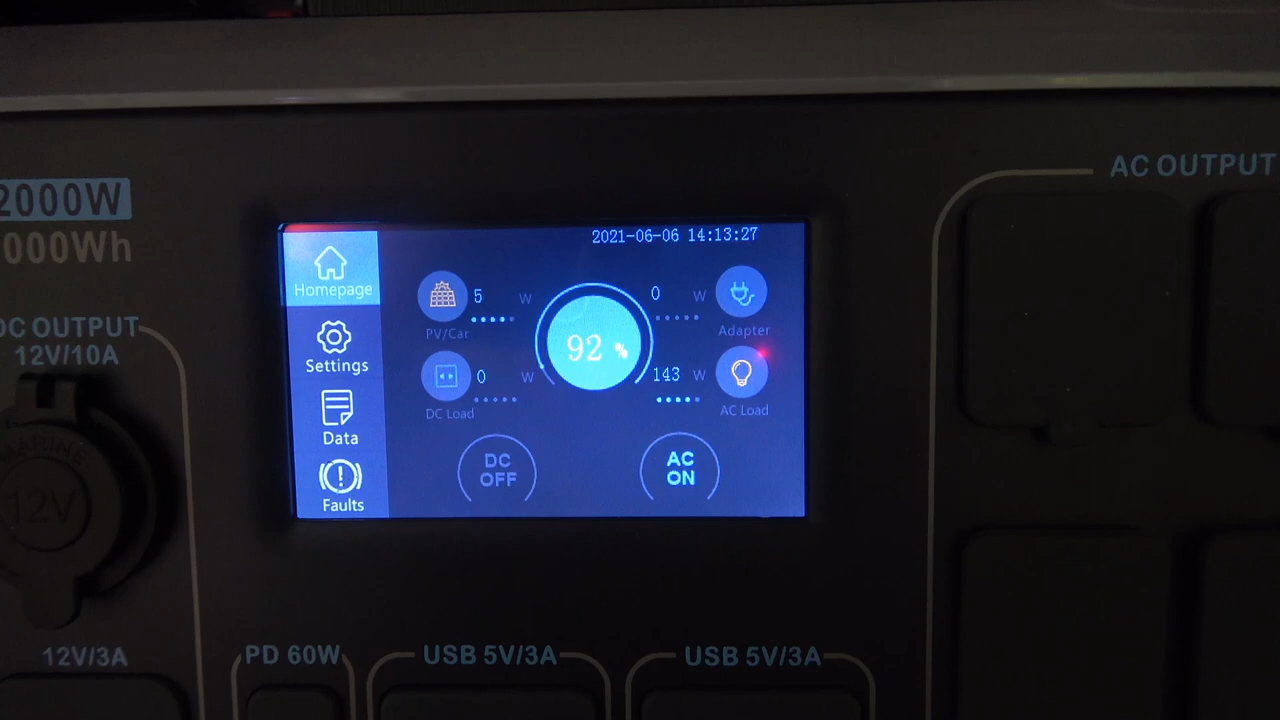 AC OUTPUT
2000W
000Wh
2021-06-06 14:13:27
Homepage
5 W
0 W
PV/Car
Adapter
DC OUTPUT
12V/10A
92 %
Settings
0 W
143 W
DC Load
AC Load
Data
DC
OFF
AC
ON
MARINE
12V
Faults
12V/3A
PD 60W
USB 5V/3A
USB 5V/3A